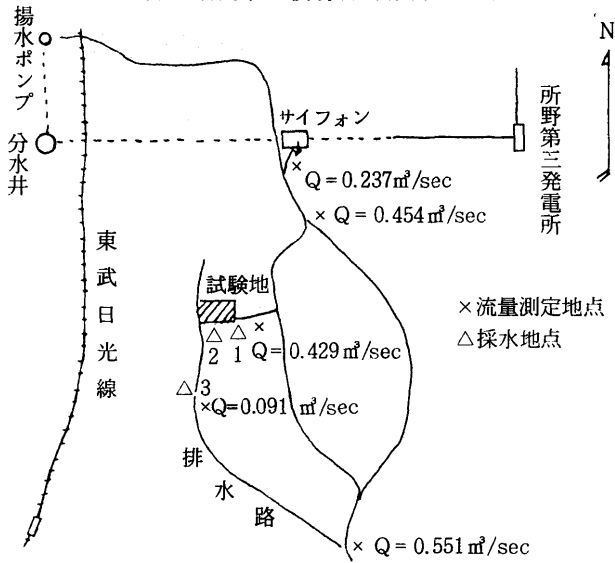 揚水ポンプ
分水井
N
サイフォン
所野第三発電所
Q = 0.237㎥/sec
× Q = 0.454㎥/sec
東武日光線
試験地
×流量測定地点
△採水地点
2 1
Q = 0.429㎥/sec
△ 3
×Q=0.091 ㎥/sec
排水路
× Q = 0.551㎥/sec